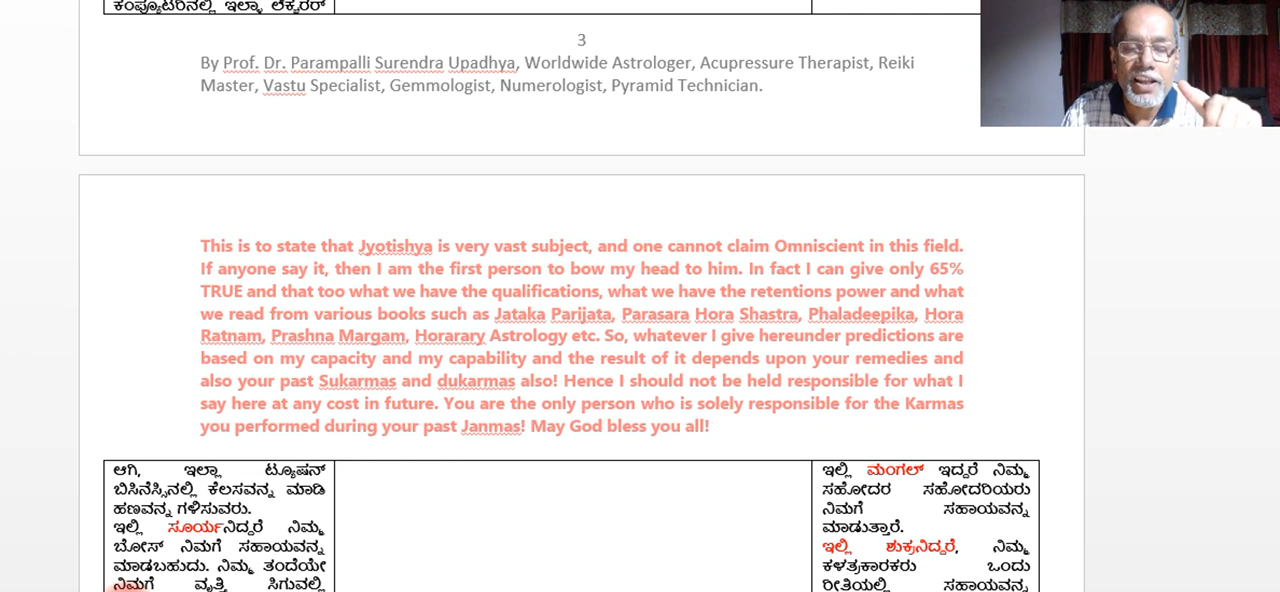 ಕಂಪ್ಯೂಟರಿನಲ್ಲಿ ಇಲ್ಲಾ ಲೆಕ್ಚರರ್
3
By Prof. Dr. Parampalli Surendra Upadhya, Worldwide Astrologer, Acupressure Therapist, Reiki
Master, Vastu Specialist, Gemmologist, Numerologist, Pyramid Technician.
This is to state that Jyotishya is very vast subject, and one cannot claim Omniscient in this field.
If anyone say it, then I am the first person to bow my head to him. In fact I can give only 65%
TRUE and that too what we have the qualifications, what we have the retentions power and what
we read from various books such as Jataka Parijata, Parasara Hora Shastra, Phaladeepika, Hora
Ratnam, Prashna Margam, Horarary Astrology etc. So, whatever I give hereunder predictions are
based on my capacity and my capability and the result of it depends upon your remedies and
also your past Sukarmas and dukarmas also! Hence I should not be held responsible for what I
say here at any cost in future. You are the only person who is solely responsible for the Karmas
you performed during your past Janmas! May God bless you all!
ಆಗಿ, ಇಲ್ಲಾ ಟ್ಯೂಷನ್
ಬಿಸಿನೆಸ್ಸಿನಲ್ಲಿ ಕೆಲಸವನ್ನು ಮಾಡಿ
ಹಣವನ್ನು ಗಳಿಸುವರು.
ಇಲ್ಲಿ ಸೂರ್ಯನಿದ್ದರೆ ನಿಮ್ಮ
ಬೋಸ್ ನಿಮಗೆ ಸಹಾಯವನ್ನು
ಮಾಡಬಹುದು. ನಿಮ್ಮ ತಂದೆಯೇ
ನಿಮಗೆ ವೃತ್ತಿ ಸಿಗುವಲ್ಲಿ
ಇಲ್ಲಿ ಮಂಗಲ್ ಇದ್ದರೆ ನಿಮ್ಮ
ಸಹೋದರ ಸಹೋದರಿಯರು
ನಿಮಗೆ ಸಹಾಯವನ್ನು
ಮಾಡುತ್ತಾರೆ.
ಇಲ್ಲಿ ಶುಕ್ರನಿದ್ದರೆ, ನಿಮ್ಮ
ಕಳತ್ರಕಾರಕರು ಒಂದು
ರೀತಿಯಲ್ಲಿ ಸಹಾಯವನ್ನು